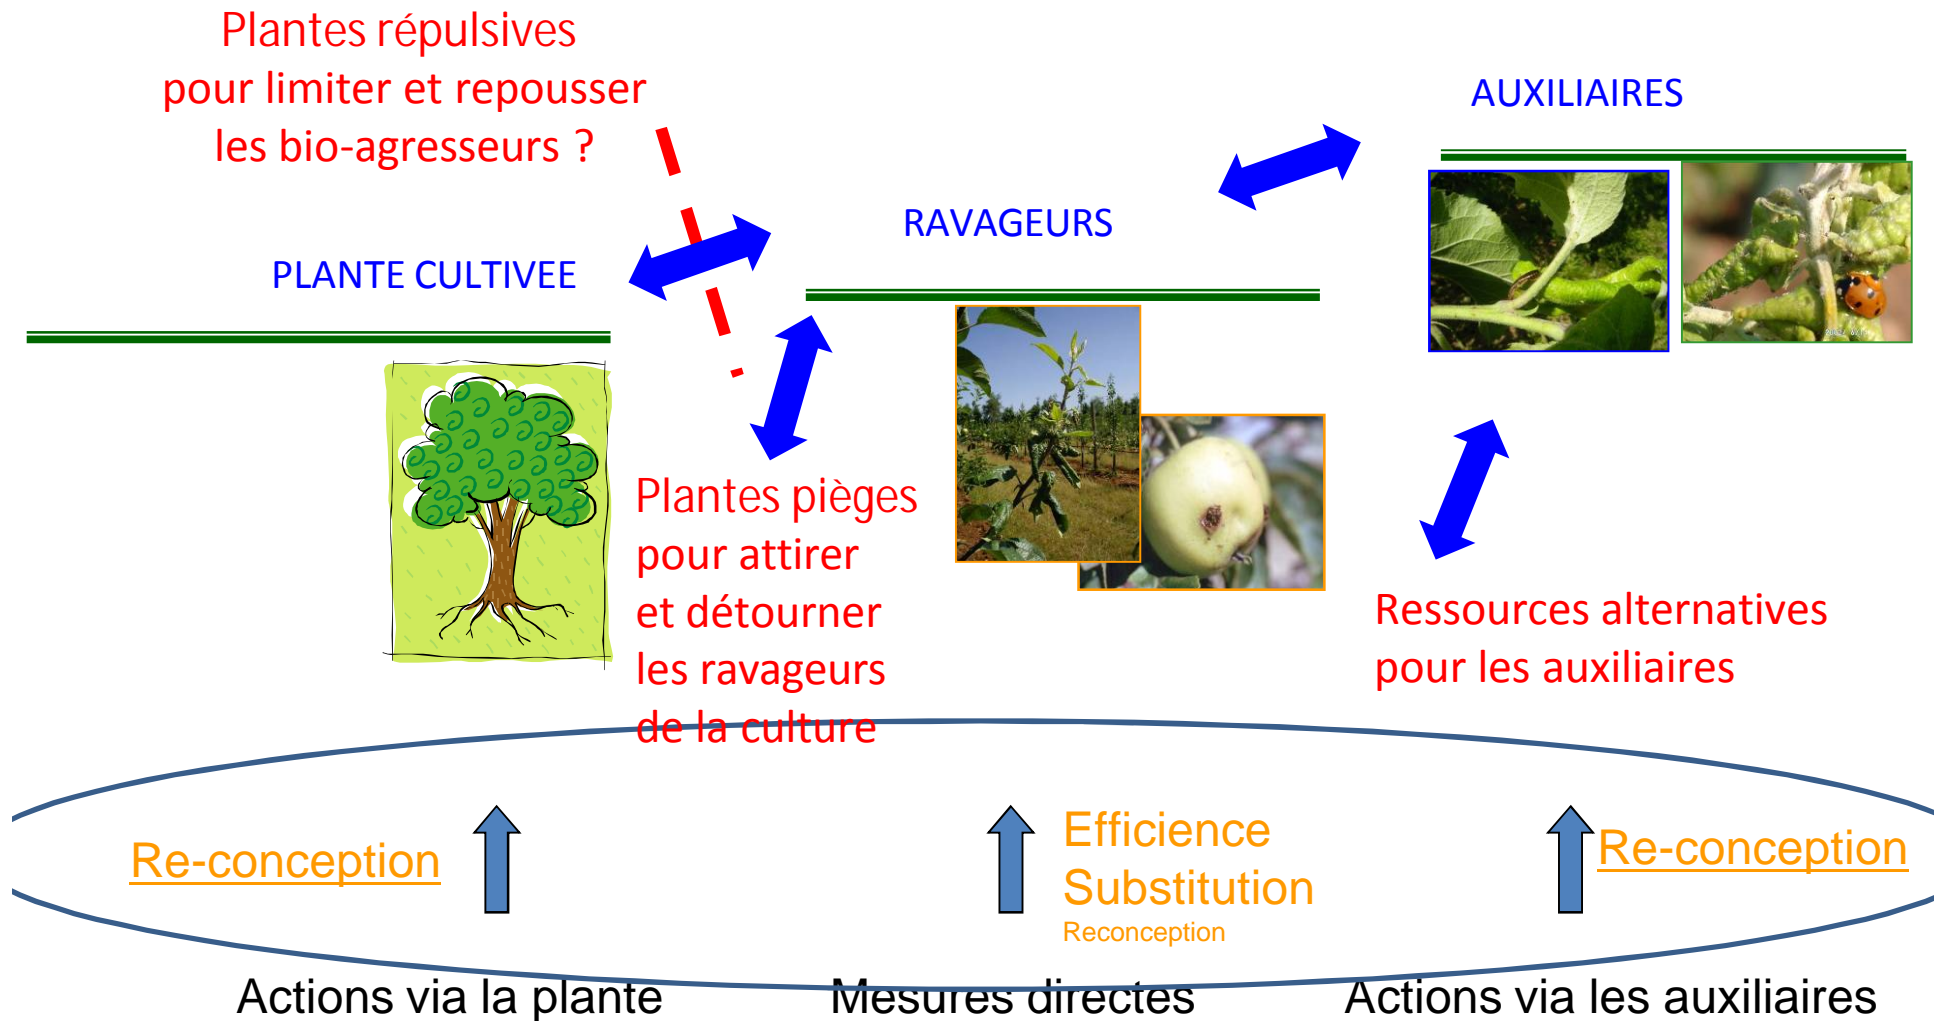 Plantes répulsives
pour limiter et repousser
les bio-agresseurs ?
AUXILIAIRES
RAVAGEURS
PLANTE CULTIVEE
Plantes pièges
pour attirer
et détourner
les ravageurs
de la culture
Ressources alternatives
pour les auxiliaires
Re-conception
Efficience
Substitution
Reconception
Re-conception
Actions via la plante
Mesures directes
Actions via les auxiliaires